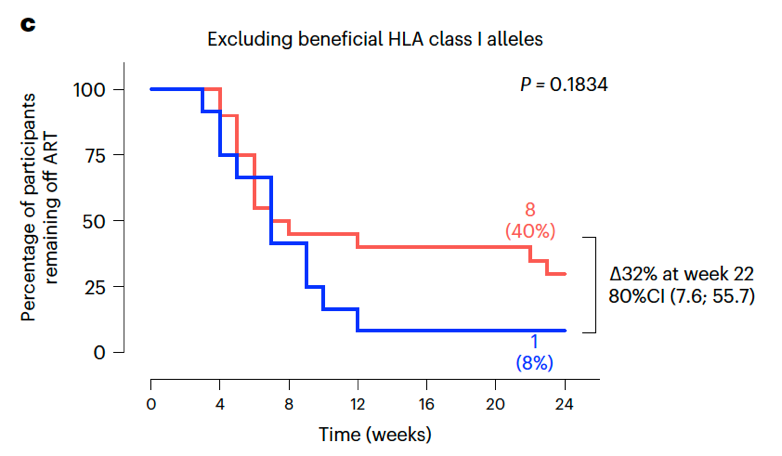 c
Excluding beneficial HLA class I alleles
P = 0.1834
Percentage of participants
remaining off ART
100
75
50
25
0
8
(40%)
1
(8%)
Δ32% at week 22
80%CI (7.6; 55.7)
0 4 8 12 16 20 24
Time (weeks)